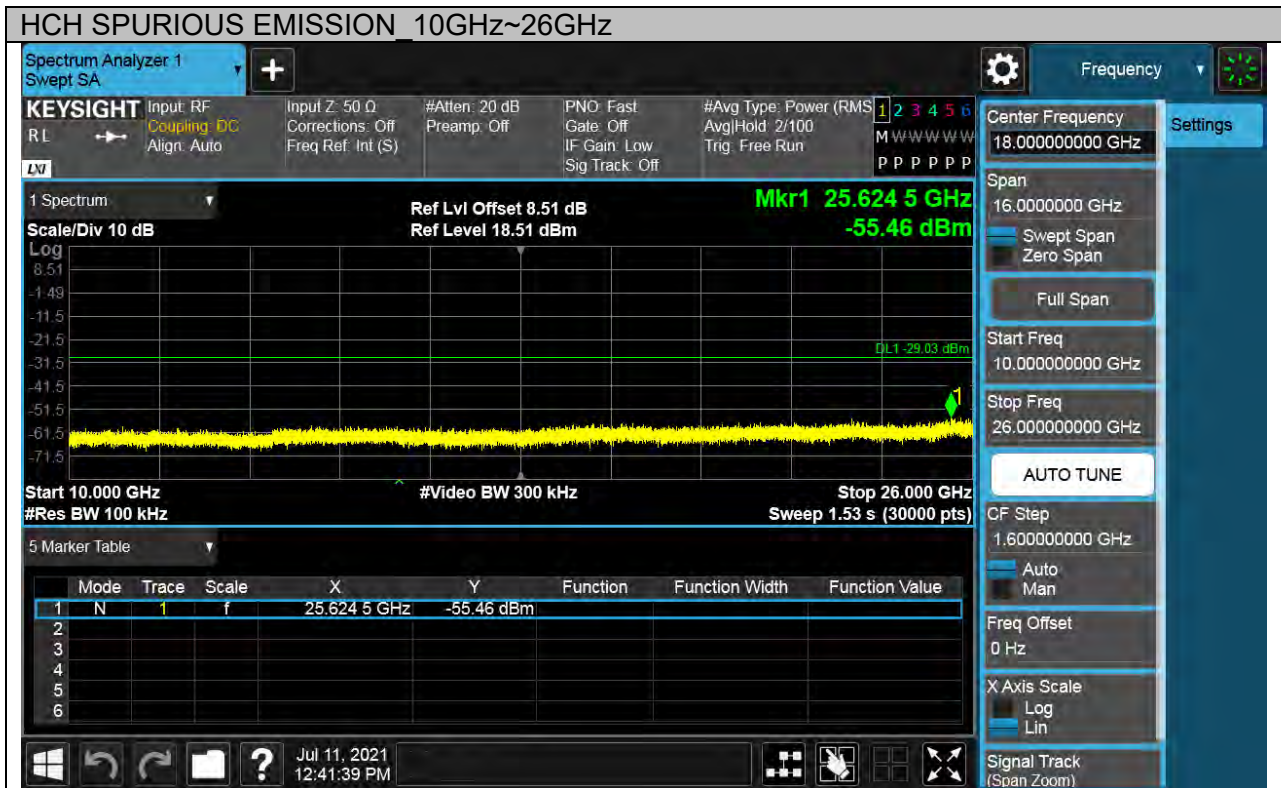 HCH SPURIOUS EMISSION_10GHz~26GHz
Spectrum Analyzer 1
Swept SA
Frequency
KEYSIGHT
RL
LXI
Input: RF
Coupling: DC
Align: Auto
Input Z: 50 Ω
Corrections: Off
Freq Ref: Int (S)
#Atten: 20 dB
Preamp: Off
PNO: Fast
Gate: Off
IF Gain: Low
Sig Track: Off
#Avg Type: Power (RMS
Avg|Hold: 2/100
Trig: Free Run
1 2 3 4 5 6
M W W W W W
P P P P P P
1 Spectrum
Scale/Div 10 dB
Ref Lvl Offset 8.51 dB
Ref Level 18.51 dBm
Mkr1 25.624 5 GHz
-55.46 dBm
Log
8.51
-1.49
-11.5
-21.5
-31.5
-41.5
-51.5
-61.5
-71.5
DL1 -29.03 dBm
1
Start 10.000 GHz
#Res BW 100 kHz
#Video BW 300 kHz
Stop 26.000 GHz
Sweep 1.53 s (30000 pts)
5 Marker Table
Mode Trace Scale X Y Function Function Width Function Value
1 N 1 f 25.624 5 GHz -55.46 dBm
2
3
4
5
6
Center Frequency
18.000000000 GHz
Settings
Span
16.0000000 GHz
Swept Span
Zero Span
Full Span
Start Freq
10.000000000 GHz
Stop Freq
26.000000000 GHz
AUTO TUNE
CF Step
1.600000000 GHz
Auto
Man
Freq Offset
0 Hz
X Axis Scale
Log
Lin
Signal Track
(Span Zoom)
?
Jul 11, 2021
12:41:39 PM